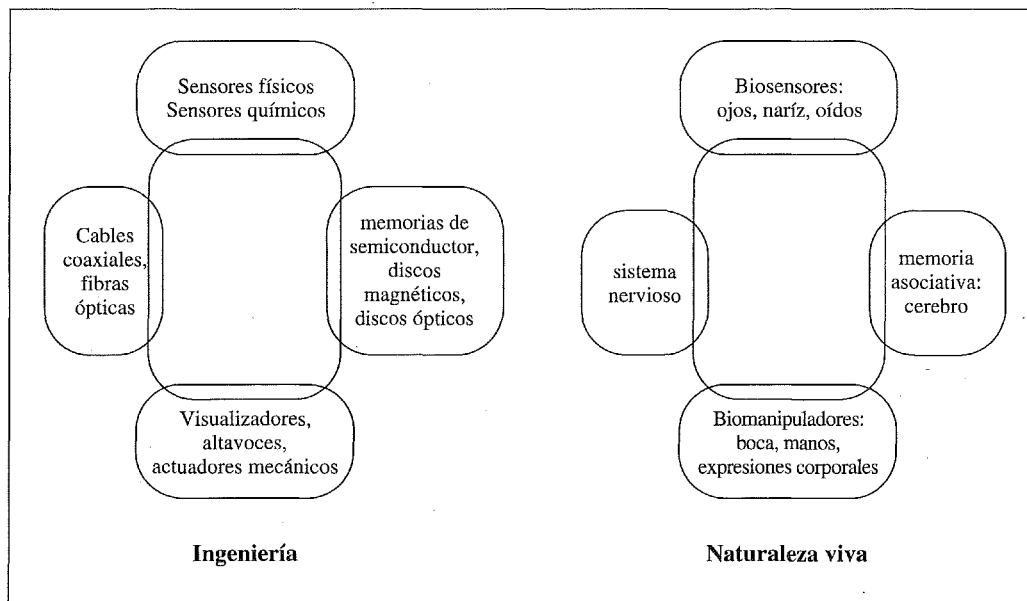 Sensores físicos
Sensores químicos
Cables
coaxiales,
fibras
ópticas
memorias de
semiconductor,
discos
magnéticos,
discos ópticos
Visualizadores,
altavoces,
actuadores mecánicos
Ingeniería
Biosensores:
ojos, naríz, oídos
sistema
nervioso
memoria
asociativa:
cerebro
Biomanipuladores:
boca, manos,
expresiones corporales
Naturaleza viva